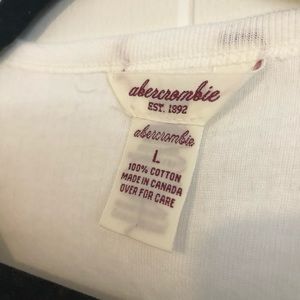 abercrombie
EST. 1892
abercrombie
L
100% COTTON
MADE IN CANADA
OVER FOR CARE